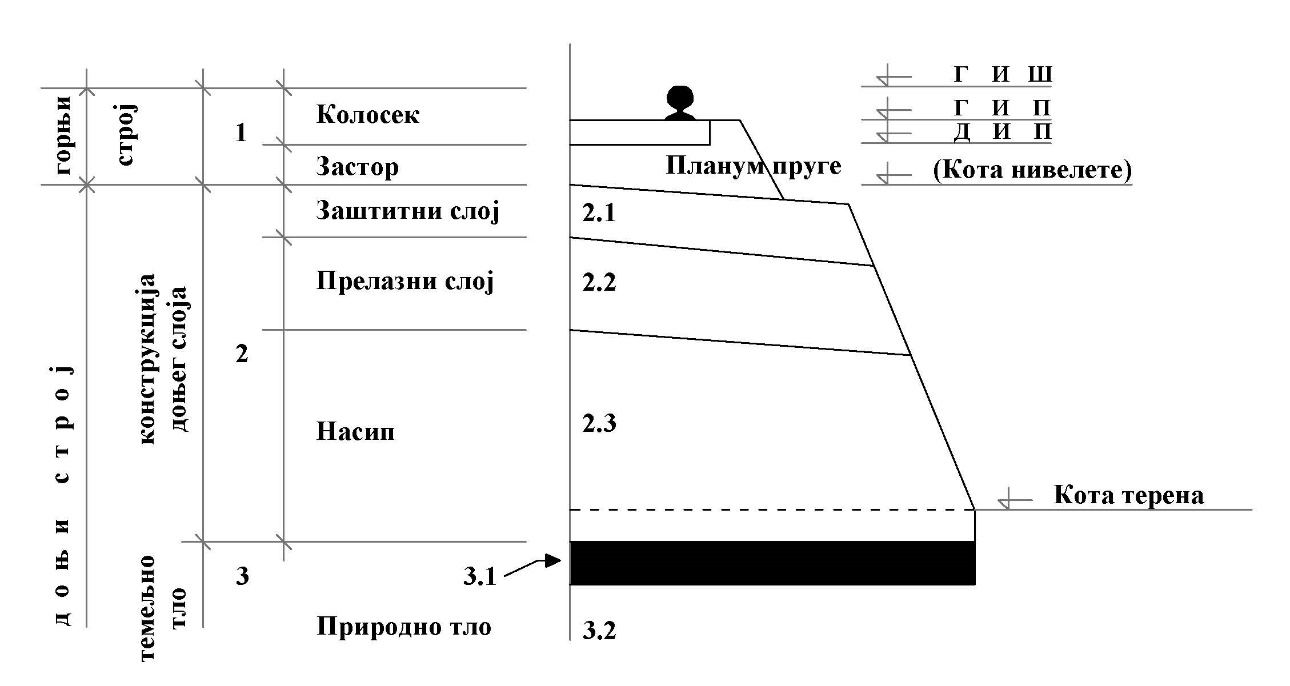 горњи
строј
1
Колосек
Застор
Г И Ш
Г И П
Д И П
Планум пруге
(Кота нивелете)
Заштитни слој
2.1
Прелазни слој
2.2
конструкција
доњег слоја
2
Насип
2.3
доњи строј
Кота терена
темељно
тло
3
3.1
Природно тло
3.2